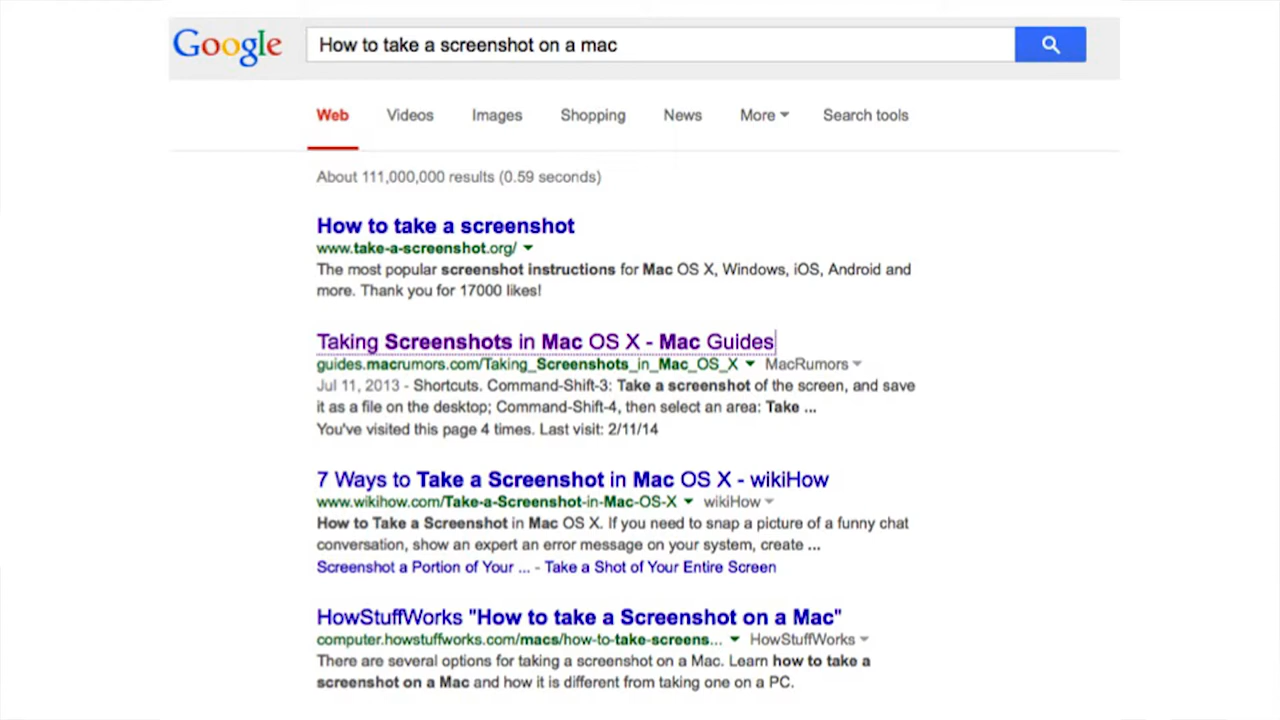 Google How to take a screenshot on a mac
Web Videos Images Shopping News More Search tools
About 111,000,000 results (0.59 seconds)
How to take a screenshot
www.take-a-screenshot.org/
The most popular screenshot instructions for Mac OS X, Windows, iOS, Android and
more. Thank you for 17000 likes!
Taking Screenshots in Mac OS X - Mac Guides
guides.macrumors.com/Taking_Screenshots_in_Mac_OS_X MacRumors
Jul 11, 2013 - Shortcuts. Command-Shift-3: Take a screenshot of the screen, and save
it as a file on the desktop; Command-Shift-4, then select an area: Take ...
You've visited this page 4 times. Last visit: 2/11/14
7 Ways to Take a Screenshot in Mac OS X - wikiHow
www.wikihow.com/Take-a-Screenshot-in-Mac-OS-X wikiHow
How to Take a Screenshot in Mac OS X. If you need to snap a picture of a funny chat
conversation, show an expert an error message on your system, create ...
Screenshot a Portion of Your ... - Take a Shot of Your Entire Screen
HowStuffWorks "How to take a Screenshot on a Mac"
computer.howstuffworks.com/macs/how-to-take-screens... HowStuffWorks
There are several options for taking a screenshot on a Mac. Learn how to take a
screenshot on a Mac and how it is different from taking one on a PC.